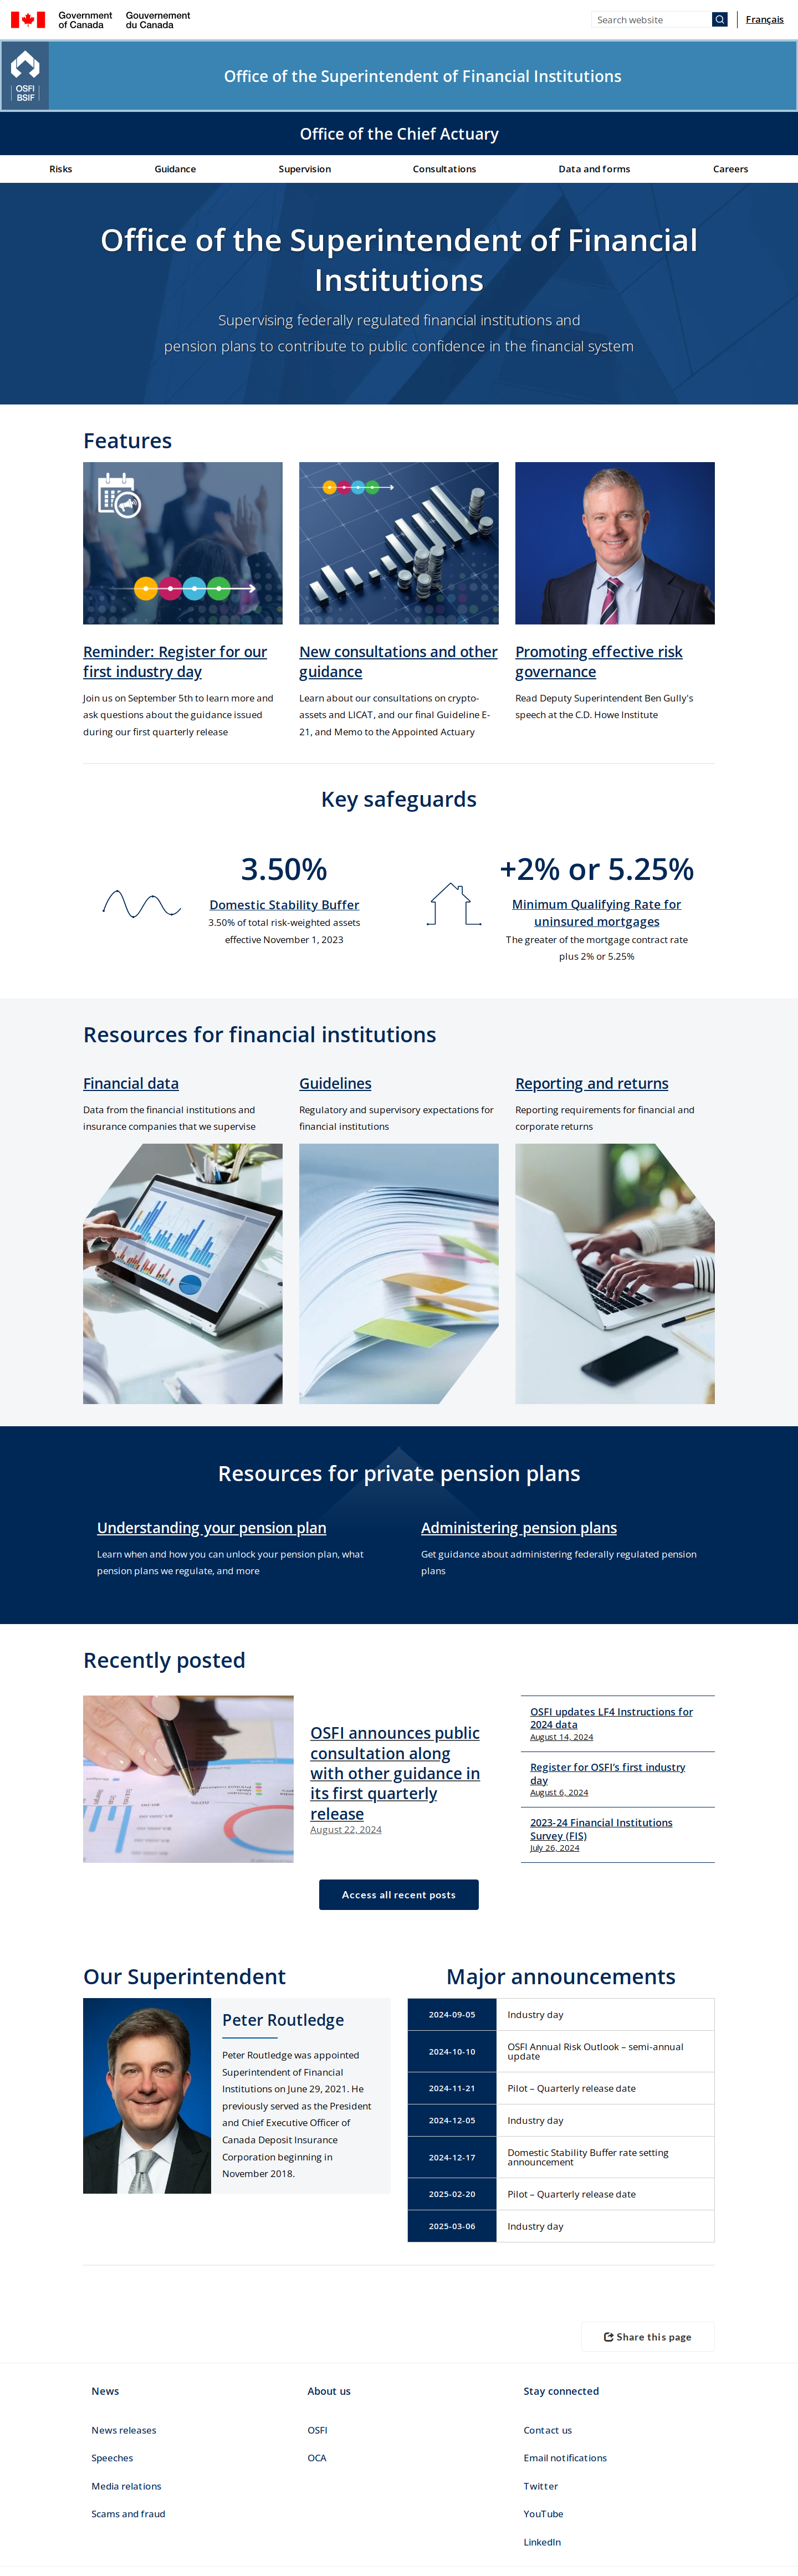 Government of Canada
Gouvernement du Canada
Search website
Français
OSFI
BSIF
Office of the Superintendent of Financial Institutions
Office of the Chief Actuary
Risks
Guidance
Supervision
Consultations
Data and forms
Careers
Office of the Superintendent of Financial
Institutions
Supervising federally regulated financial institutions and
pension plans to contribute to public confidence in the financial system
Features
Reminder: Register for our
first industry day
Join us on September 5th to learn more and
ask questions about the guidance issued
during our first quarterly release
New consultations and other
guidance
Learn about our consultations on crypto-
assets and LICAT, and our final Guideline E-
21, and Memo to the Appointed Actuary
Promoting effective risk
governance
Read Deputy Superintendent Ben Gully's
speech at the C.D. Howe Institute
Key safeguards
3.50%
Domestic Stability Buffer
3.50% of total risk-weighted assets
effective November 1, 2023
+2% or 5.25%
Minimum Qualifying Rate for
uninsured mortgages
The greater of the mortgage contract rate
plus 2% or 5.25%
Resources for financial institutions
Financial data
Data from the financial institutions and
insurance companies that we supervise
Guidelines
Regulatory and supervisory expectations for
financial institutions
Reporting and returns
Reporting requirements for financial and
corporate returns
Resources for private pension plans
Understanding your pension plan
Learn when and how you can unlock your pension plan, what
pension plans we regulate, and more
Administering pension plans
Get guidance about administering federally regulated pension
plans
Recently posted
OSFI announces public
consultation along
with other guidance in
its first quarterly
release
August 22, 2024
OSFI updates LF4 Instructions for
2024 data
August 14, 2024
Register for OSFI's first industry
day
August 6, 2024
2023-24 Financial Institutions
Survey (FIS)
July 26, 2024
Access all recent posts
Our Superintendent
Peter Routledge
Peter Routledge was appointed
Superintendent of Financial
Institutions on June 29, 2021. He
previously served as the President
and Chief Executive Officer of
Canada Deposit Insurance
Corporation beginning in
November 2018.
Major announcements
2024-09-05 Industry day
2024-10-10 OSFI Annual Risk Outlook – semi-annual
update
2024-11-21 Pilot – Quarterly release date
2024-12-05 Industry day
2024-12-17 Domestic Stability Buffer rate setting
announcement
2025-02-20 Pilot – Quarterly release date
2025-03-06 Industry day
Share this page
News
News releases
Speeches
Media relations
Scams and fraud
About us
OSFI
OCA
Stay connected
Contact us
Email notifications
Twitter
YouTube
LinkedIn